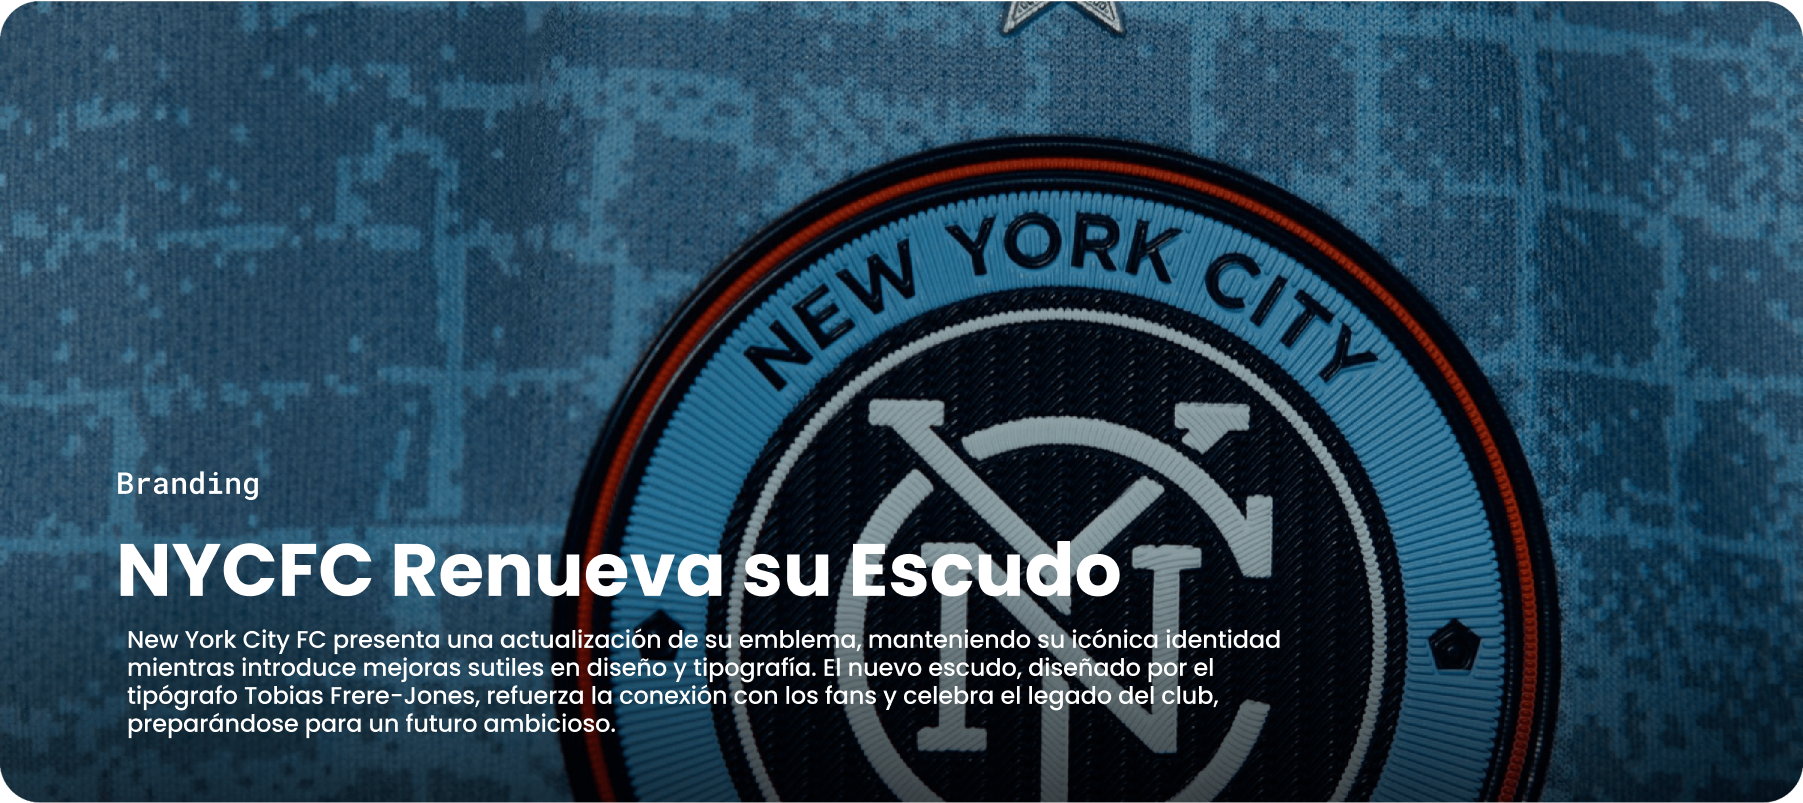 NEW YORK CITY
NYC
Branding
NYCFC Renueva su Escudo
New York City FC presenta una actualización de su emblema, manteniendo su icónica identidad
mientras introduce mejoras sutiles en diseño y tipografía. El nuevo escudo, diseñado por el
tipógrafo Tobias Frere-Jones, refuerza la conexión con los fans y celebra el legado del club,
preparándose para un futuro ambicioso.